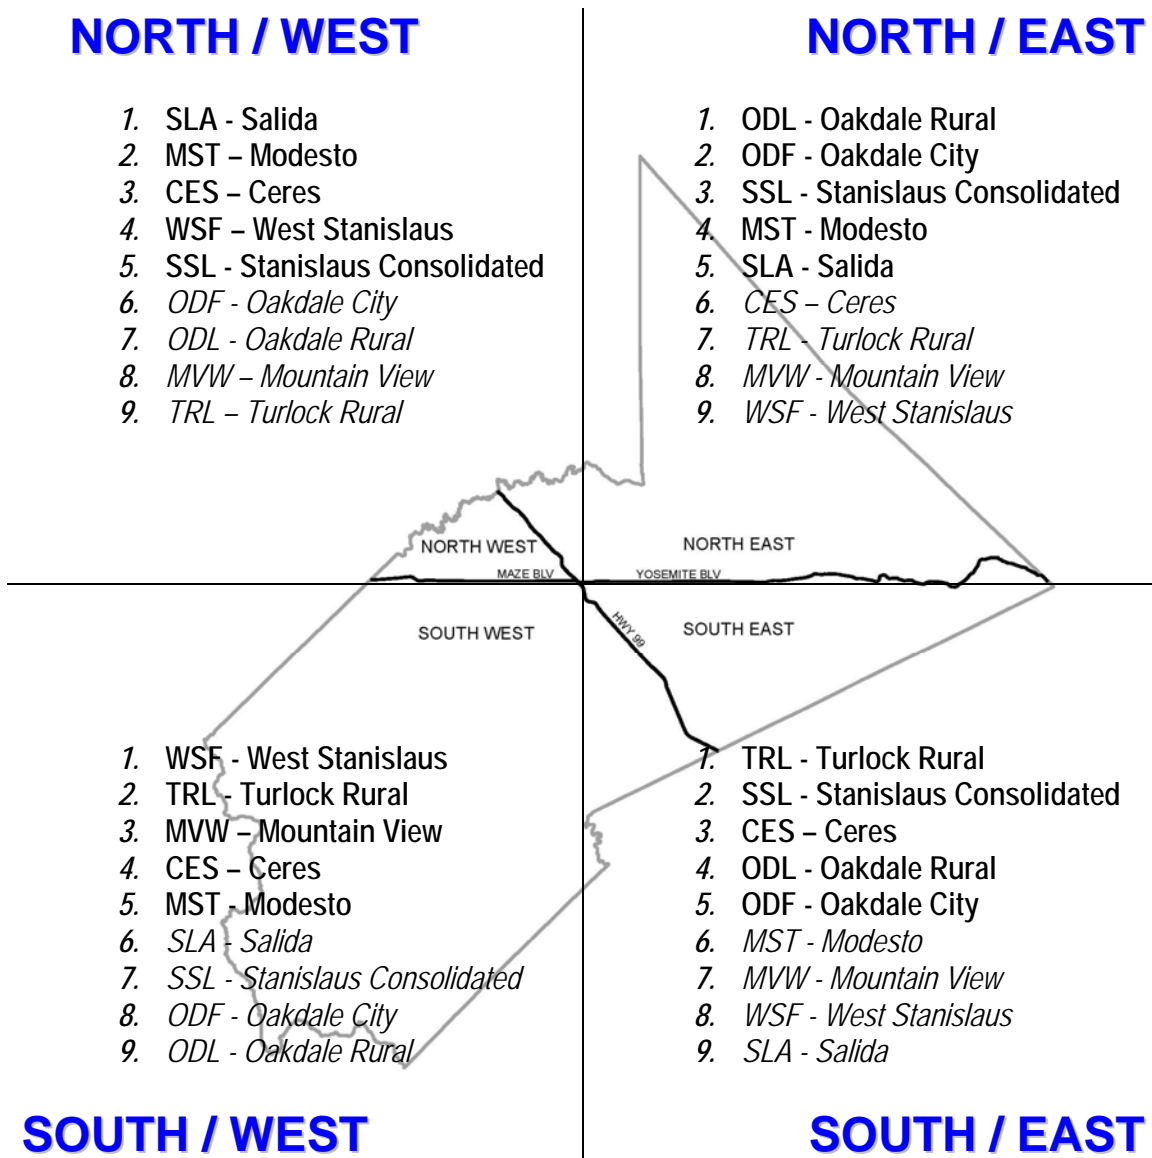 NORTH / WEST
1. SLA - Salida
2. MST – Modesto
3. CES – Ceres
4. WSF – West Stanislaus
5. SSL - Stanislaus Consolidated
6. ODF - Oakdale City
7. ODL - Oakdale Rural
8. MVW – Mountain View
9. TRL – Turlock Rural
NORTH / EAST
1. ODL - Oakdale Rural
2. ODF - Oakdale City
3. SSL - Stanislaus Consolidated
4. MST - Modesto
5. SLA - Salida
6. CES – Ceres
7. TRL - Turlock Rural
8. MVW - Mountain View
9. WSF - West Stanislaus
NORTH WEST
NORTH EAST
MAZE BLV
YOSEMITE BLV
SOUTH WEST
HWY 99
SOUTH EAST
1. WSF - West Stanislaus
2. TRL - Turlock Rural
3. MVW – Mountain View
4. CES – Ceres
5. MST - Modesto
6. SLA - Salida
7. SSL - Stanislaus Consolidated
8. ODF - Oakdale City
9. ODL - Oakdale Rural
SOUTH / WEST
1. TRL - Turlock Rural
2. SSL - Stanislaus Consolidated
3. CES – Ceres
4. ODL - Oakdale Rural
5. ODF - Oakdale City
6. MST - Modesto
7. MVW - Mountain View
8. WSF - West Stanislaus
9. SLA - Salida
SOUTH / EAST